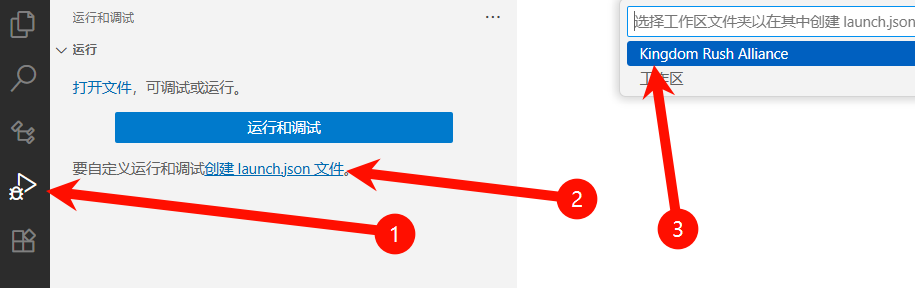 运行和调试
···
运行
打开文件，可调试或运行。
运行和调试
要自定义运行和调试创建 launch.json 文件。
1
2
选择工作区文件夹以在其中创建 launch.json
Kingdom Rush Alliance
工作区
3